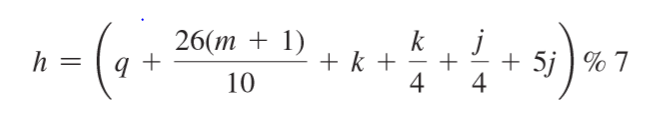 h = ( q + 26(m + 1)/10 + k + k/4 + j/4 + 5j ) % 7